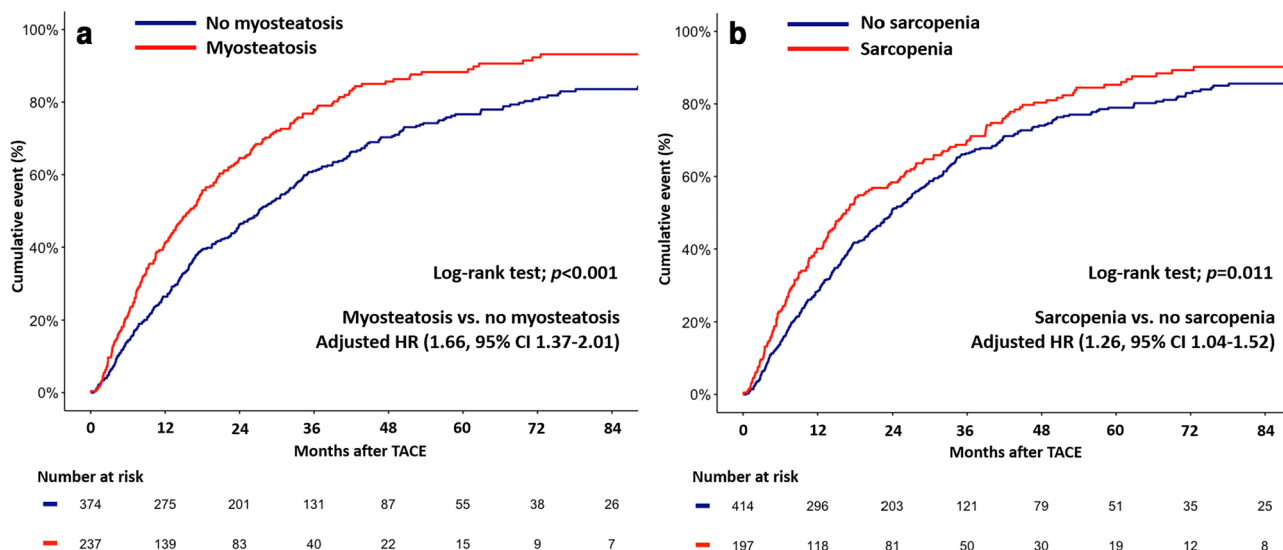 a
No myosteatosis
Myosteatosis
Cumulative event (%)
100%
80%
60%
40%
20%
0%
Log-rank test; p<0.001
Myosteatosis vs. no myosteatosis
Adjusted HR (1.66, 95% CI 1.37-2.01)
0 12 24 36 48 60 72 84
Months after TACE
Number at risk
374 275 201 131 87 55 38 26
237 139 83 40 22 15 9 7
b
No sarcopenia
Sarcopenia
Cumulative event (%)
100%
80%
60%
40%
20%
0%
Log-rank test; p=0.011
Sarcopenia vs. no sarcopenia
Adjusted HR (1.26, 95% CI 1.04-1.52)
0 12 24 36 48 60 72 84
Months after TACE
Number at risk
414 296 203 121 79 51 35 25
197 118 81 50 30 19 12 8